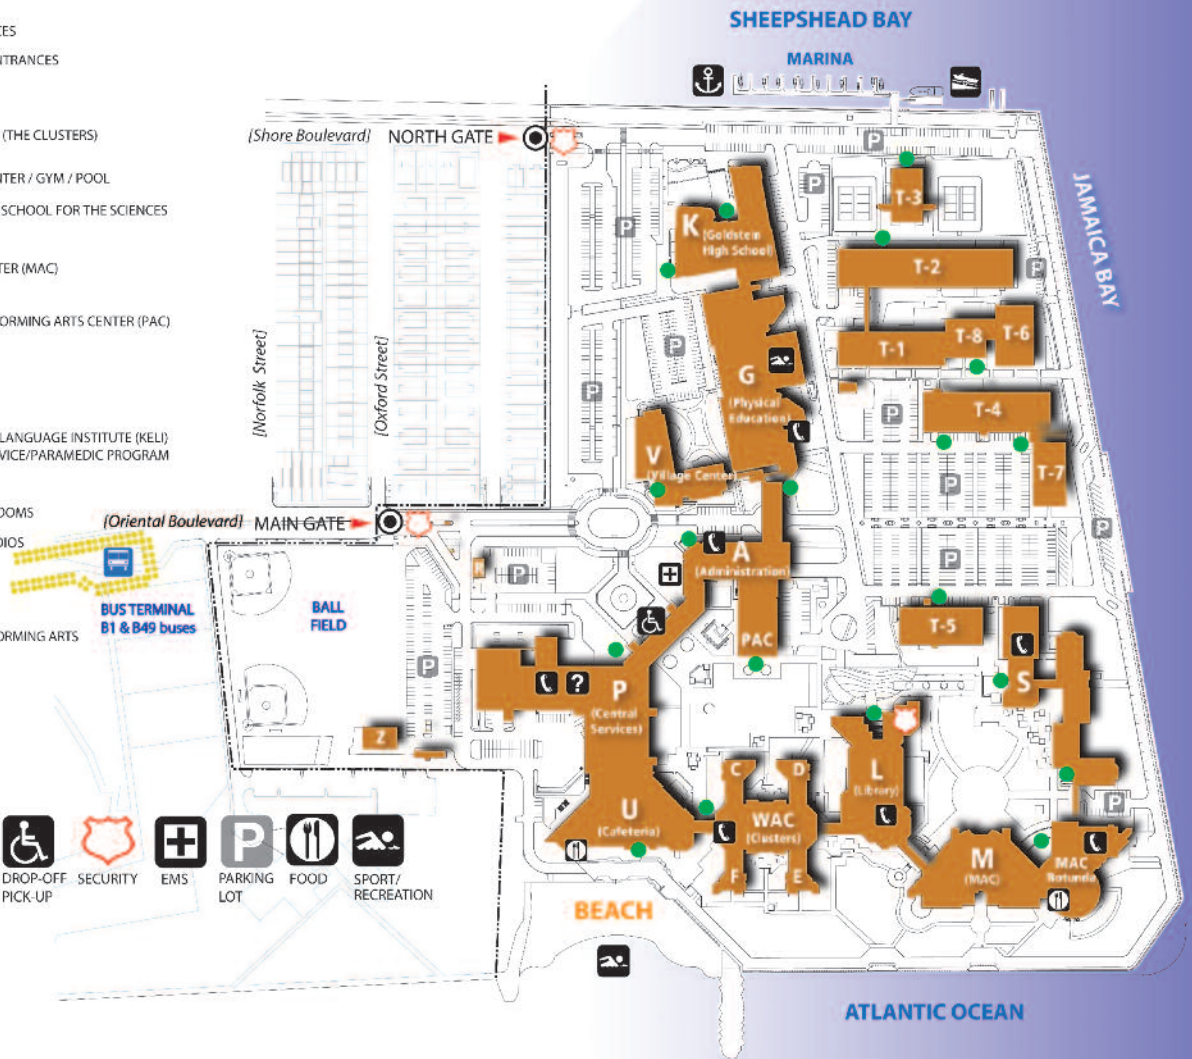 SHEEPSHEAD BAY
MARINA
CES
NTRANCES
(THE CLUSTERS)
NTER / GYM / POOL
SCHOOL FOR THE SCIENCES
TER (MAC)
ORMING ARTS CENTER (PAC)
LANGUAGE INSTITUTE (KELI)
VICE/PARAMEDIC PROGRAM
OOMS
DIOS
ORMING ARTS
[Shore Boulevard] NORTH GATE
P
P
T-3
JAMAICA BAY
K
(Goldstein
High School)
P
T-2
P
[Norfolk Street]
[Oxford Street]
P
T-1
T-8
T-6
P
G
(Physical
Education)
P
P
T-4
V
(Village Center)
T-7
P
[Oriental Boulevard] MAIN GATE
P
P
BUS TERMINAL
B1 & B49 buses
BALL
FIELD
P
A
(Administration)
PAC
T-5
P
?
P
(Central
Services)
S
Z
C
D
L
(Library)
U
(Cafeteria)
WAC
(Clusters)
F
E
P
M
(MAC)
MAC
Rotunda
P
DROP-OFF
PICK-UP
SECURITY
EMS
PARKING
LOT
FOOD
SPORT/
RECREATION
BEACH
ATLANTIC OCEAN